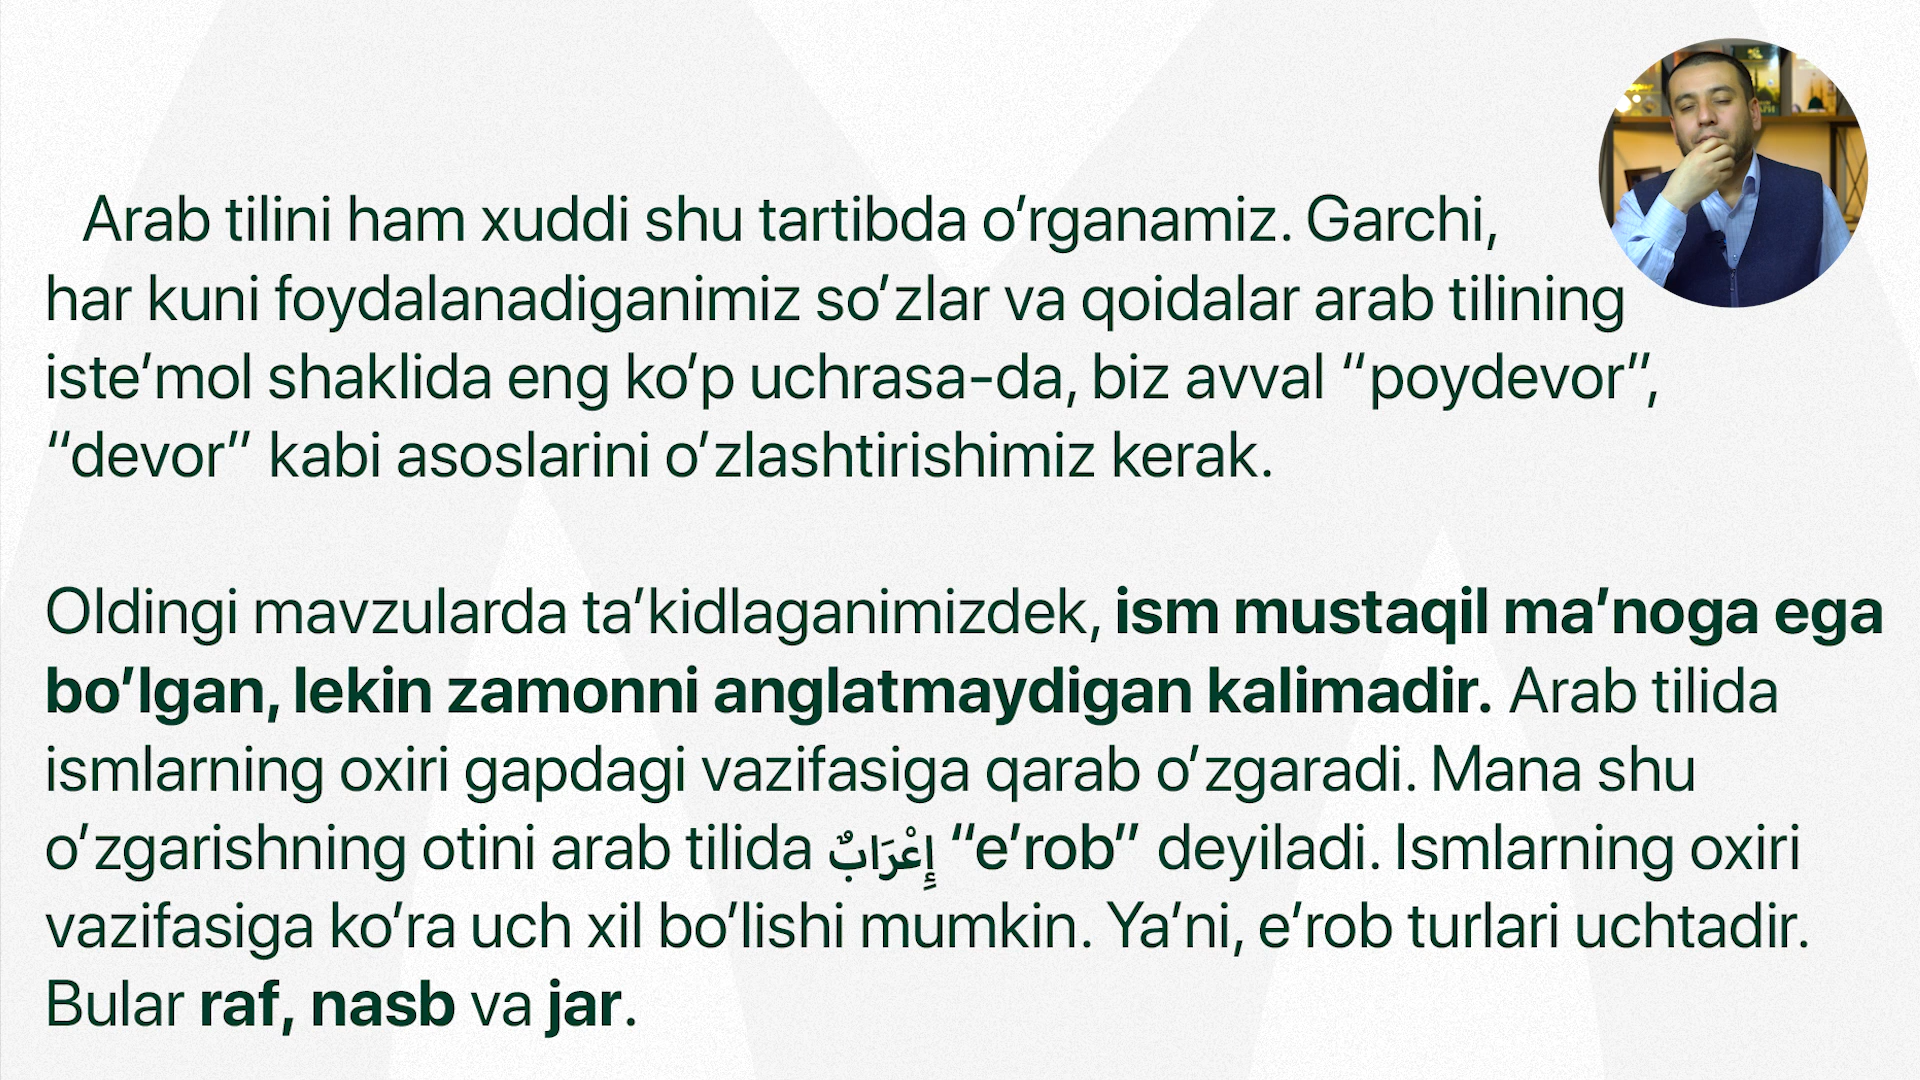 Arab tilini ham xuddi shu tartibda o’rganamiz. Garchi,
har kuni foydalanadiganimiz so’zlar va qoidalar arab tilining
iste’mol shaklida eng ko’p uchrasa-da, biz avval “poydevor”,
“devor” kabi asoslarini o’zlashtirishimiz kerak.
Oldingi mavzularda ta’kidlaganimizdek, ism mustaqil ma’noga ega
bo’lgan, lekin zamonni anglatmaydigan kalimadir. Arab tilida
ismlarning oxiri gapdagi vazifasiga qarab o’zgaradi. Mana shu
o’zgarishning otini arab tilida إِعْرَابٌ “e’rob” deyiladi. Ismlarning oxiri
vazifasiga ko’ra uch xil bo’lishi mumkin. Ya’ni, e’rob turlari uchtadir.
Bular raf, nasb va jar.